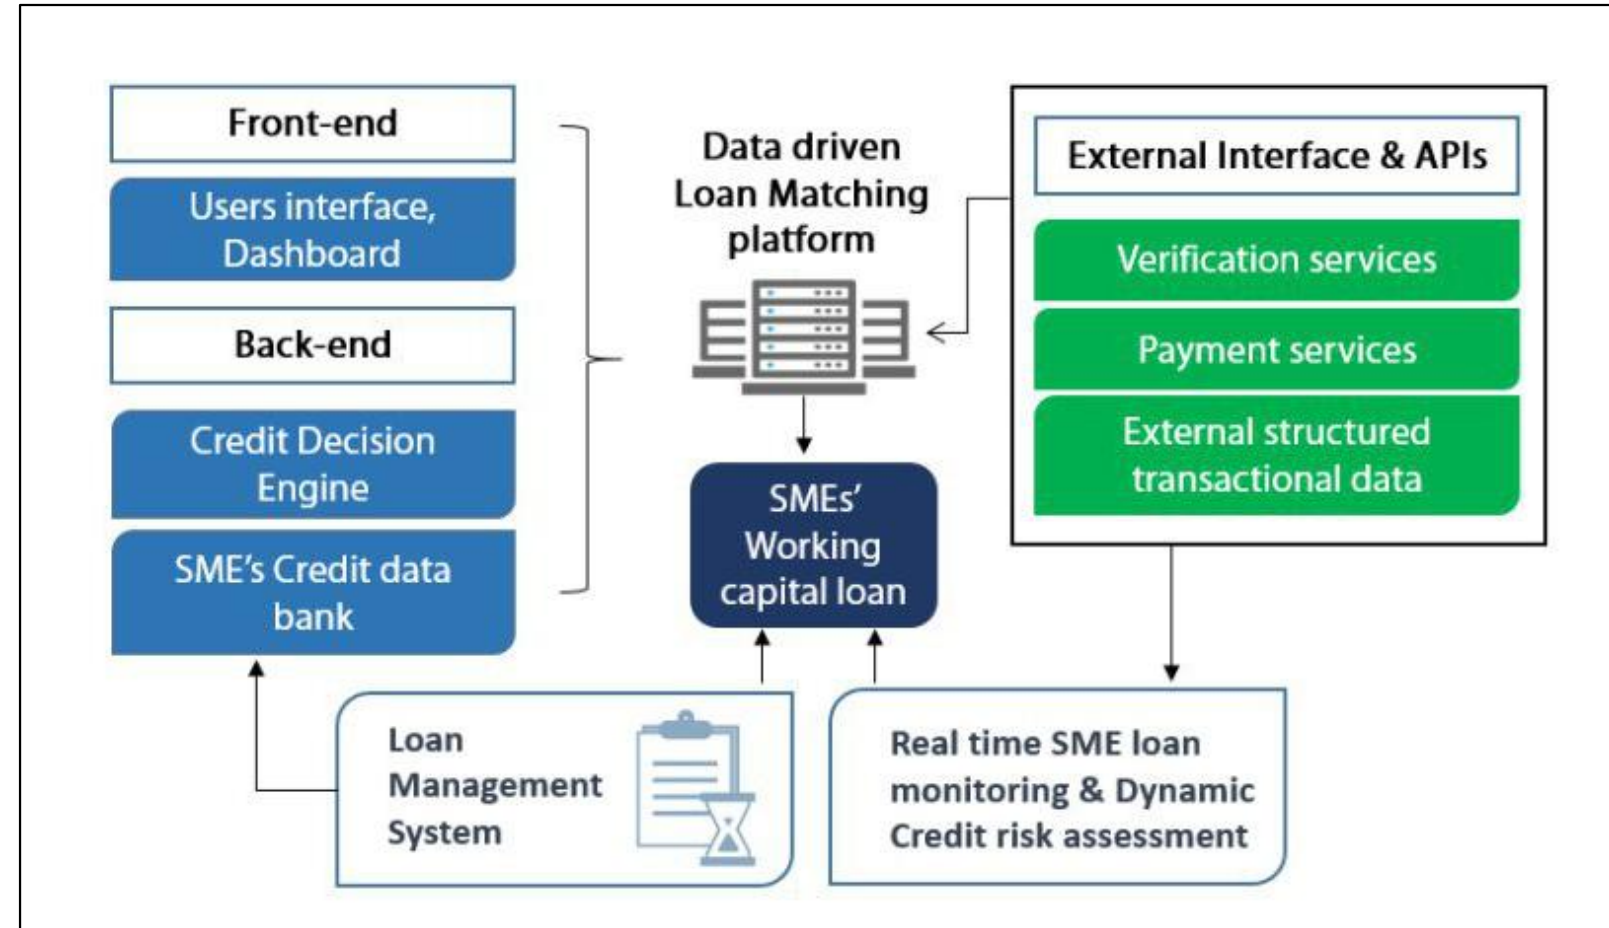 Front-end
Users interface,
Dashboard
Back-end
Credit Decision
Engine
SME's Credit data
bank
Data driven
Loan Matching
platform
SMEs'
Working
capital loan
External Interface & APIs
Verification services
Payment services
External structured
transactional data
Loan
Management
System
Real time SME loan
monitoring & Dynamic
Credit risk assessment